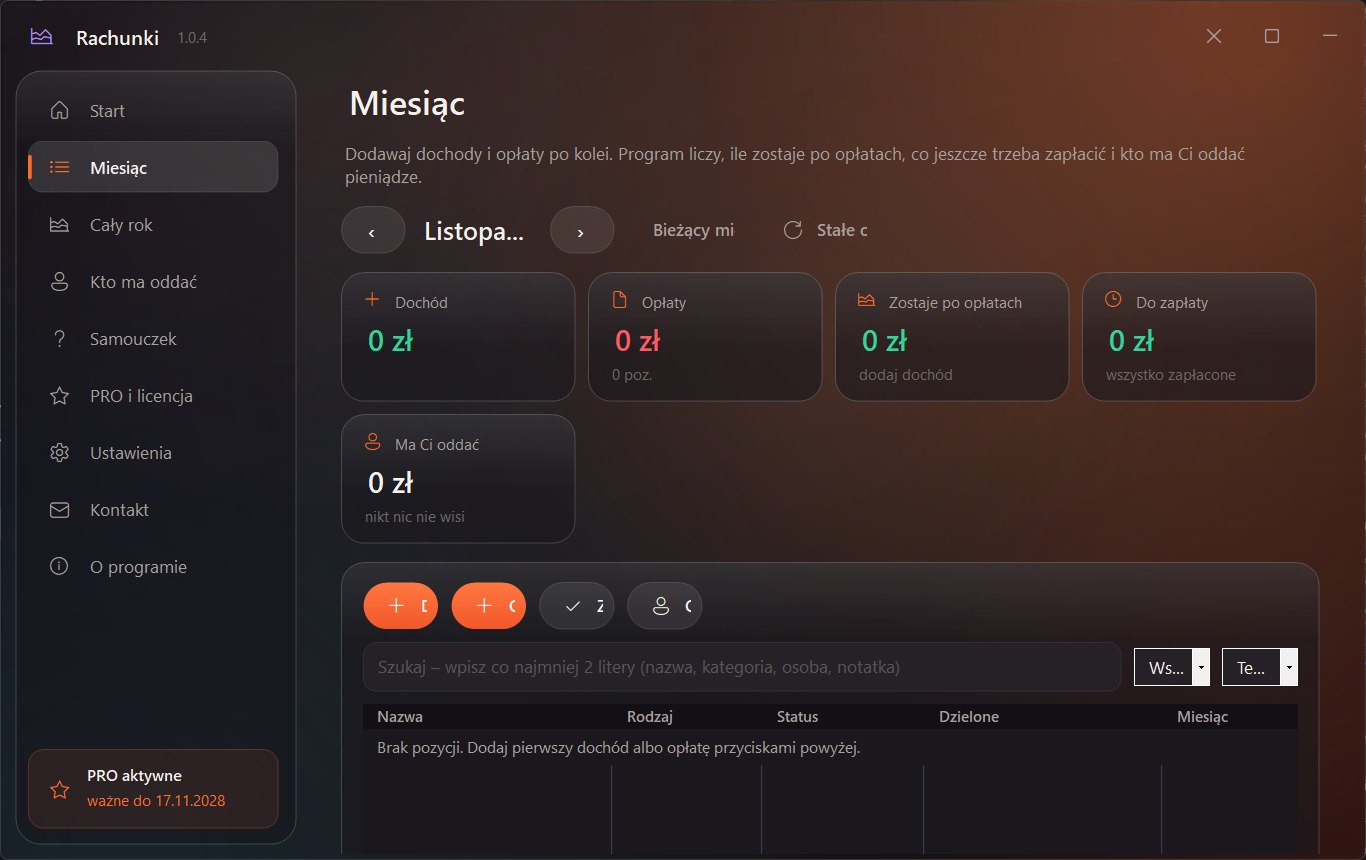 Rachunki 1.0.4
Start
Miesiąc
Cały rok
Kto ma oddać
Samouczek
PRO i licencja
Ustawienia
Kontakt
O programie
PRO aktywne
ważne do 17.11.2028
Miesiąc
Dodawaj dochody i opłaty po kolei. Program liczy, ile zostaje po opłatach, co jeszcze trzeba zapłacić i kto ma Ci oddać
pieniądze.
‹ Listopa... › Bieżący mi Stałe c
Dochód
0 zł
Opłaty
0 zł
0 poz.
Zostaje po opłatach
0 zł
dodaj dochód
Do zapłaty
0 zł
wszystko zapłacone
Ma Ci oddać
0 zł
nikt nic nie wisi
Szukaj – wpisz co najmniej 2 litery (nazwa, kategoria, osoba, notatka) Ws... Te...
Nazwa Rodzaj Status Dzielone Miesiąc
Brak pozycji. Dodaj pierwszy dochód albo opłatę przyciskami powyżej.